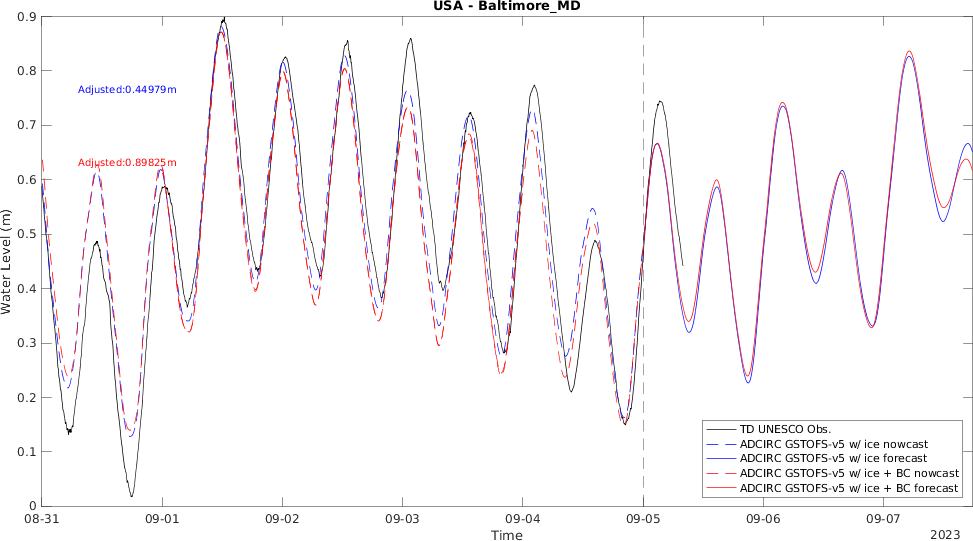 USA - Baltimore_MD
0.9
0.8
0.7
0.6
0.5
0.4
0.3
0.2
0.1
0
Water Level (m)
Adjusted:0.44979m
Adjusted:0.89825m
TD UNESCO Obs.
ADCIRC GSTOFS-v5 w/ ice nowcast
ADCIRC GSTOFS-v5 w/ ice forecast
ADCIRC GSTOFS-v5 w/ ice + BC nowcast
ADCIRC GSTOFS-v5 w/ ice + BC forecast
08-31 09-01 09-02 09-03 09-04 09-05 09-06 09-07
Time
2023